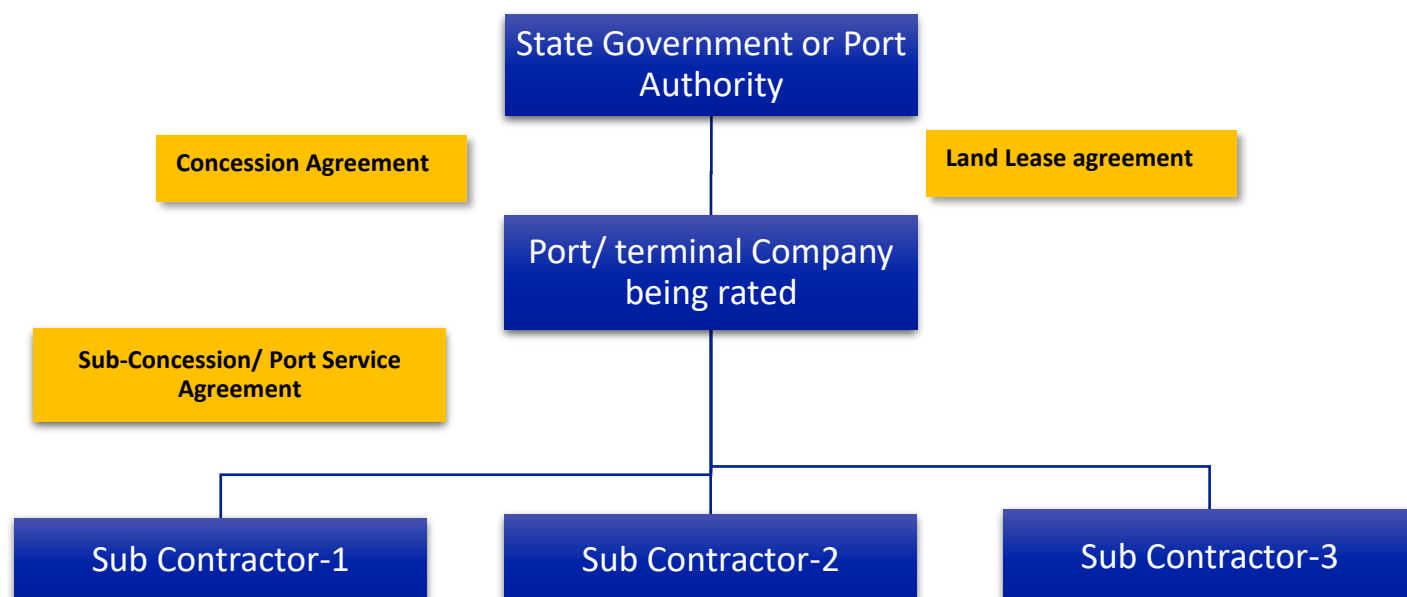 State Government or Port
Authority
Concession Agreement
Land Lease agreement
Port/ terminal Company
being rated
Sub-Concession/ Port Service
Agreement
Sub Contractor-1
Sub Contractor-2
Sub Contractor-3